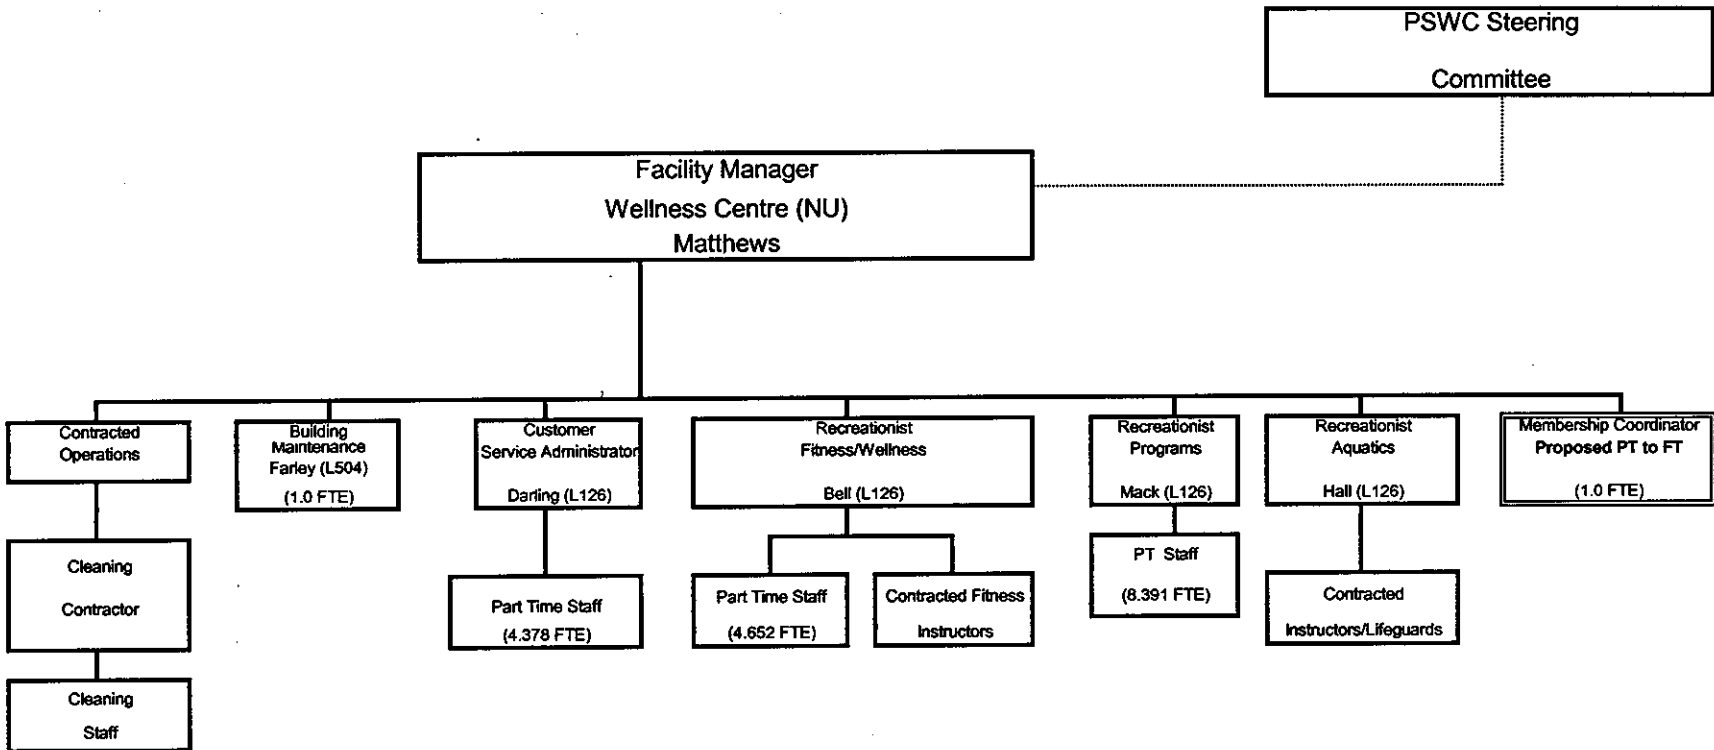 PSWC Steering
Committee
Facility Manager
Wellness Centre (NU)
Matthews
Contracted
Operations
Building
Maintenance
Farley (L504)
(1.0 FTE)
Customer
Service Administrator
Darling (L126)
Recreationist
Fitness/Wellness
Bell (L126)
Recreationist
Programs
Mack (L126)
Recreationist
Aquatics
Hall (L126)
Membership Coordinator
Proposed PT to FT
(1.0 FTE)
Cleaning
Contractor
Part Time Staff
(4.378 FTE)
Part Time Staff
(4.652 FTE)
Contracted Fitness
Instructors
PT Staff
(8.391 FTE)
Contracted
Instructors/Lifeguards
Cleaning
Staff